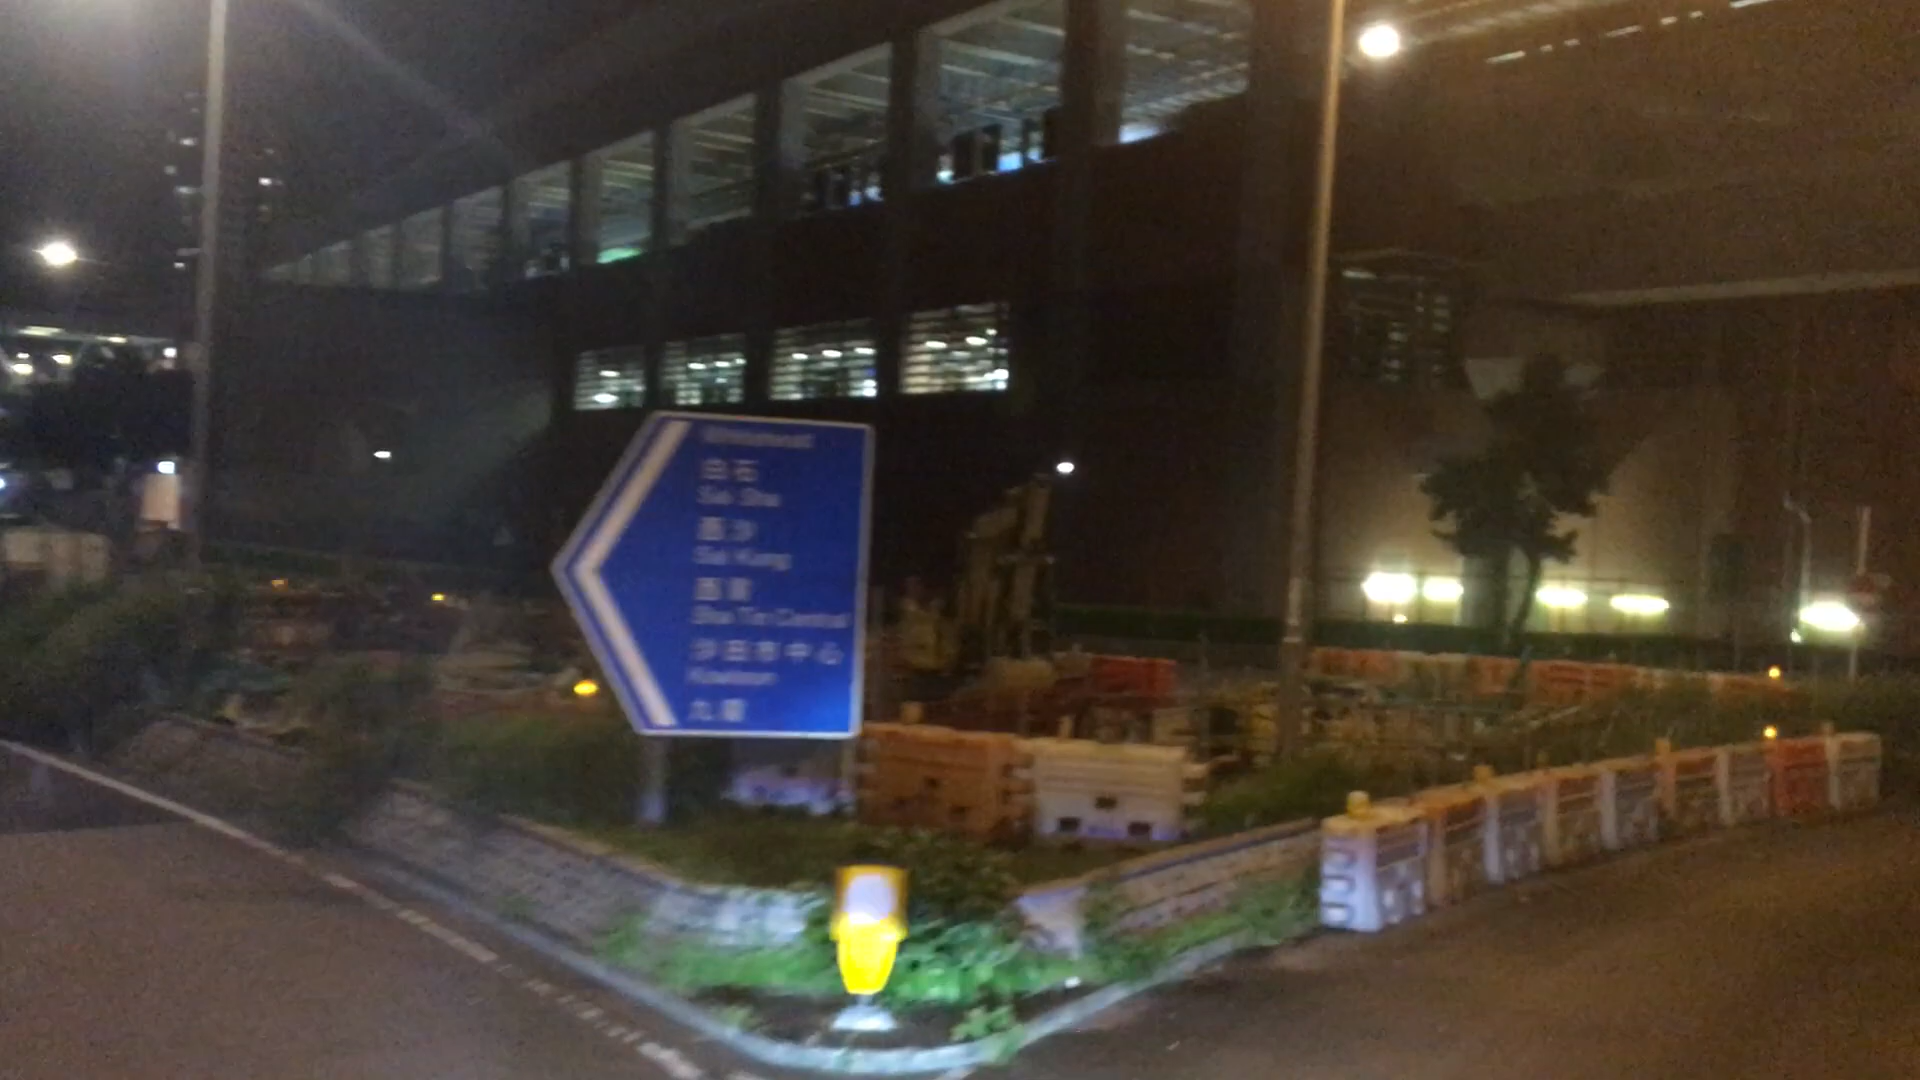 Whitehead
白石
Sai Sha
西沙
Sai Kung
西貢
Sha Tin Central
沙田市中心
Kowloon
九龍